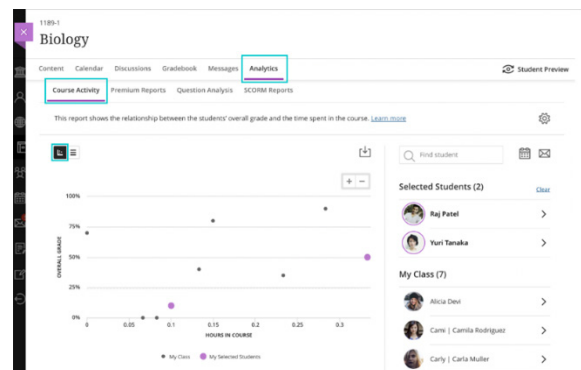 1189-1
Biology
Content Calendar Discussions Gradebook Messages Analytics Student Preview
Course Activity Premium Reports Question Analysis SCORM Reports
This report shows the relationship between the students' overall grade and the time spent in the course. Learn more
Find student
+ −
Selected Students (2) Clear
Raj Patel
Yuri Tanaka
My Class (7)
Alicia Devi
Cami | Camila Rodriguez
Carly | Carla Muller
100%
75%
50%
25%
0%
OVERALL GRADE
0 0.05 0.1 0.15 0.2 0.25 0.3
HOURS IN COURSE
My Class My Selected Students